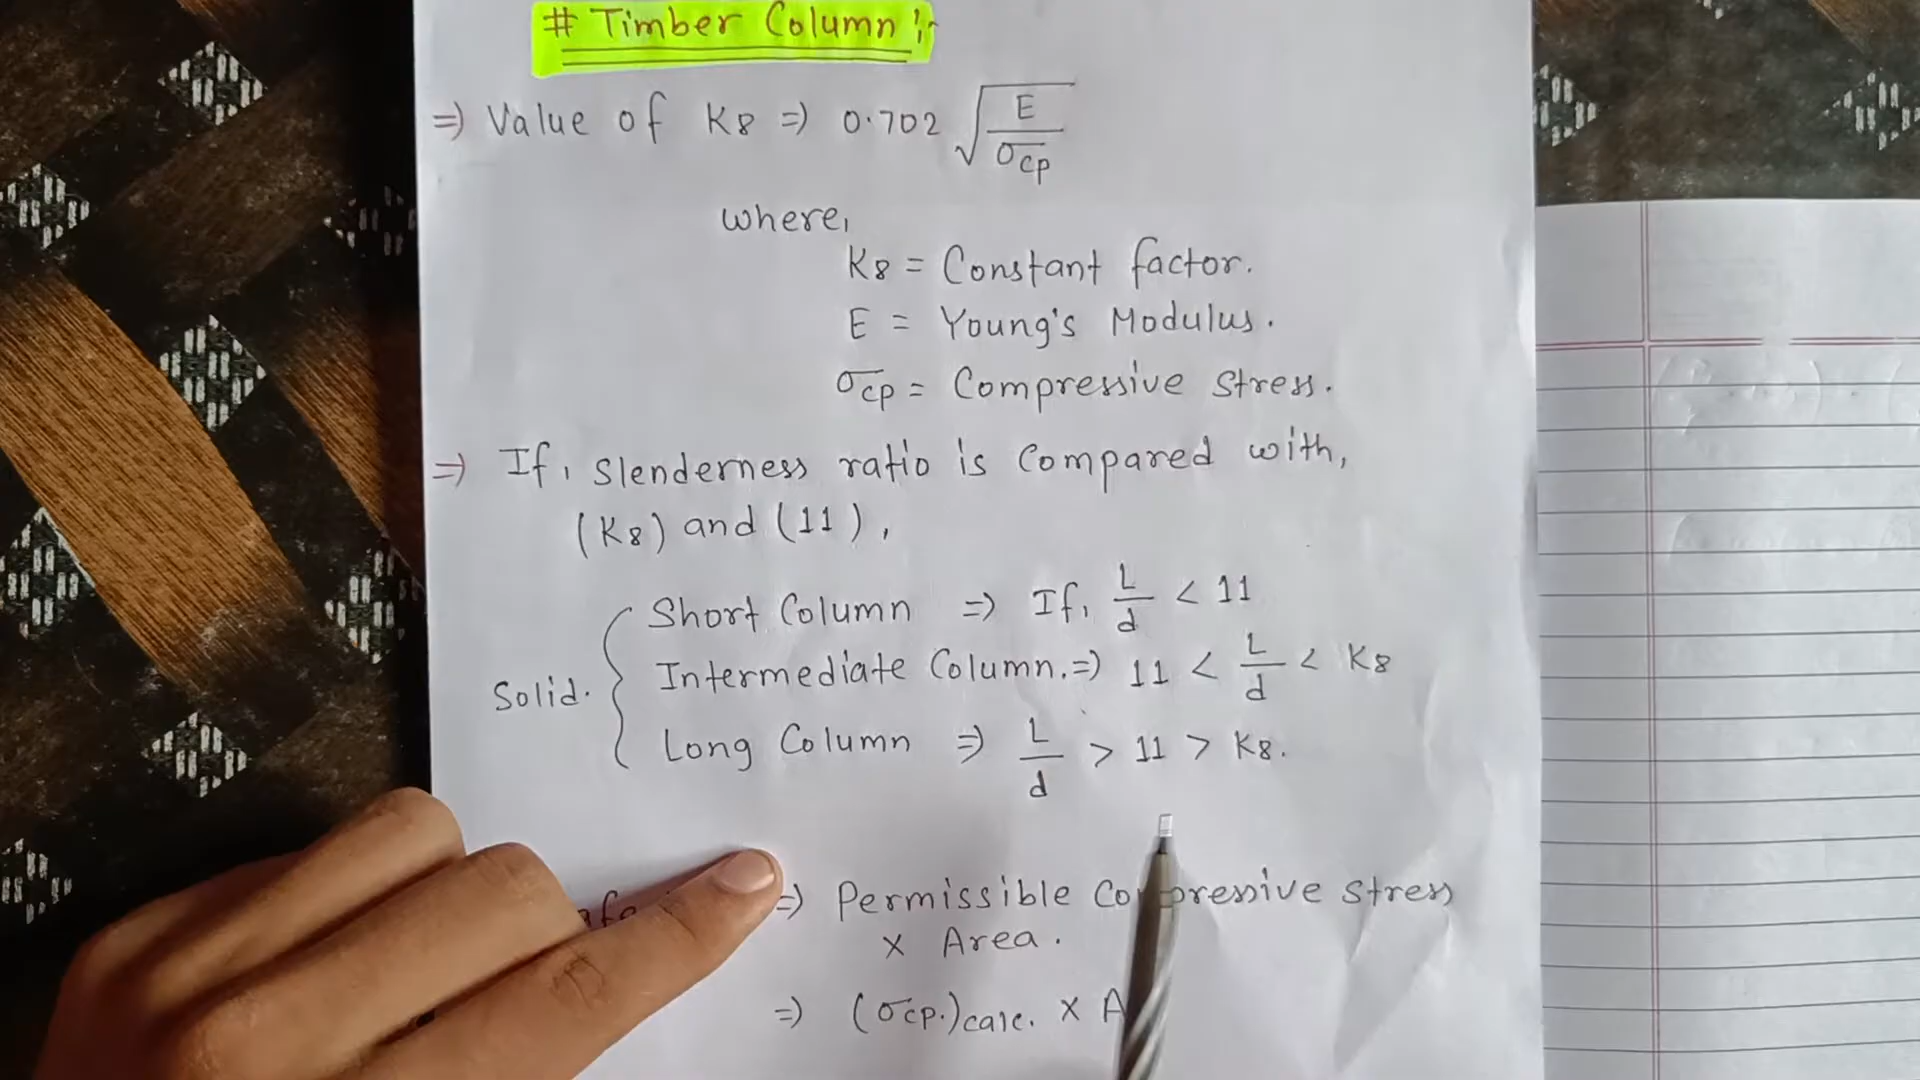 # Timber Column :-
⇒ Value of K8 ⇒ 0.702 √(E/σcp)
where,
K8 = Constant factor.
E = Young's Modulus.
σcp = Compressive Stress.
⇒ If, Slenderness ratio is Compared with,
(K8) and (11),
Solid. { Short Column ⇒ If, L/d < 11
Intermediate Column. ⇒ 11 < L/d < K8
Long Column ⇒ L/d > 11 > K8.
⇒ Permissible Compressive Stress
x Area.
⇒ (σcp.)calc. x A